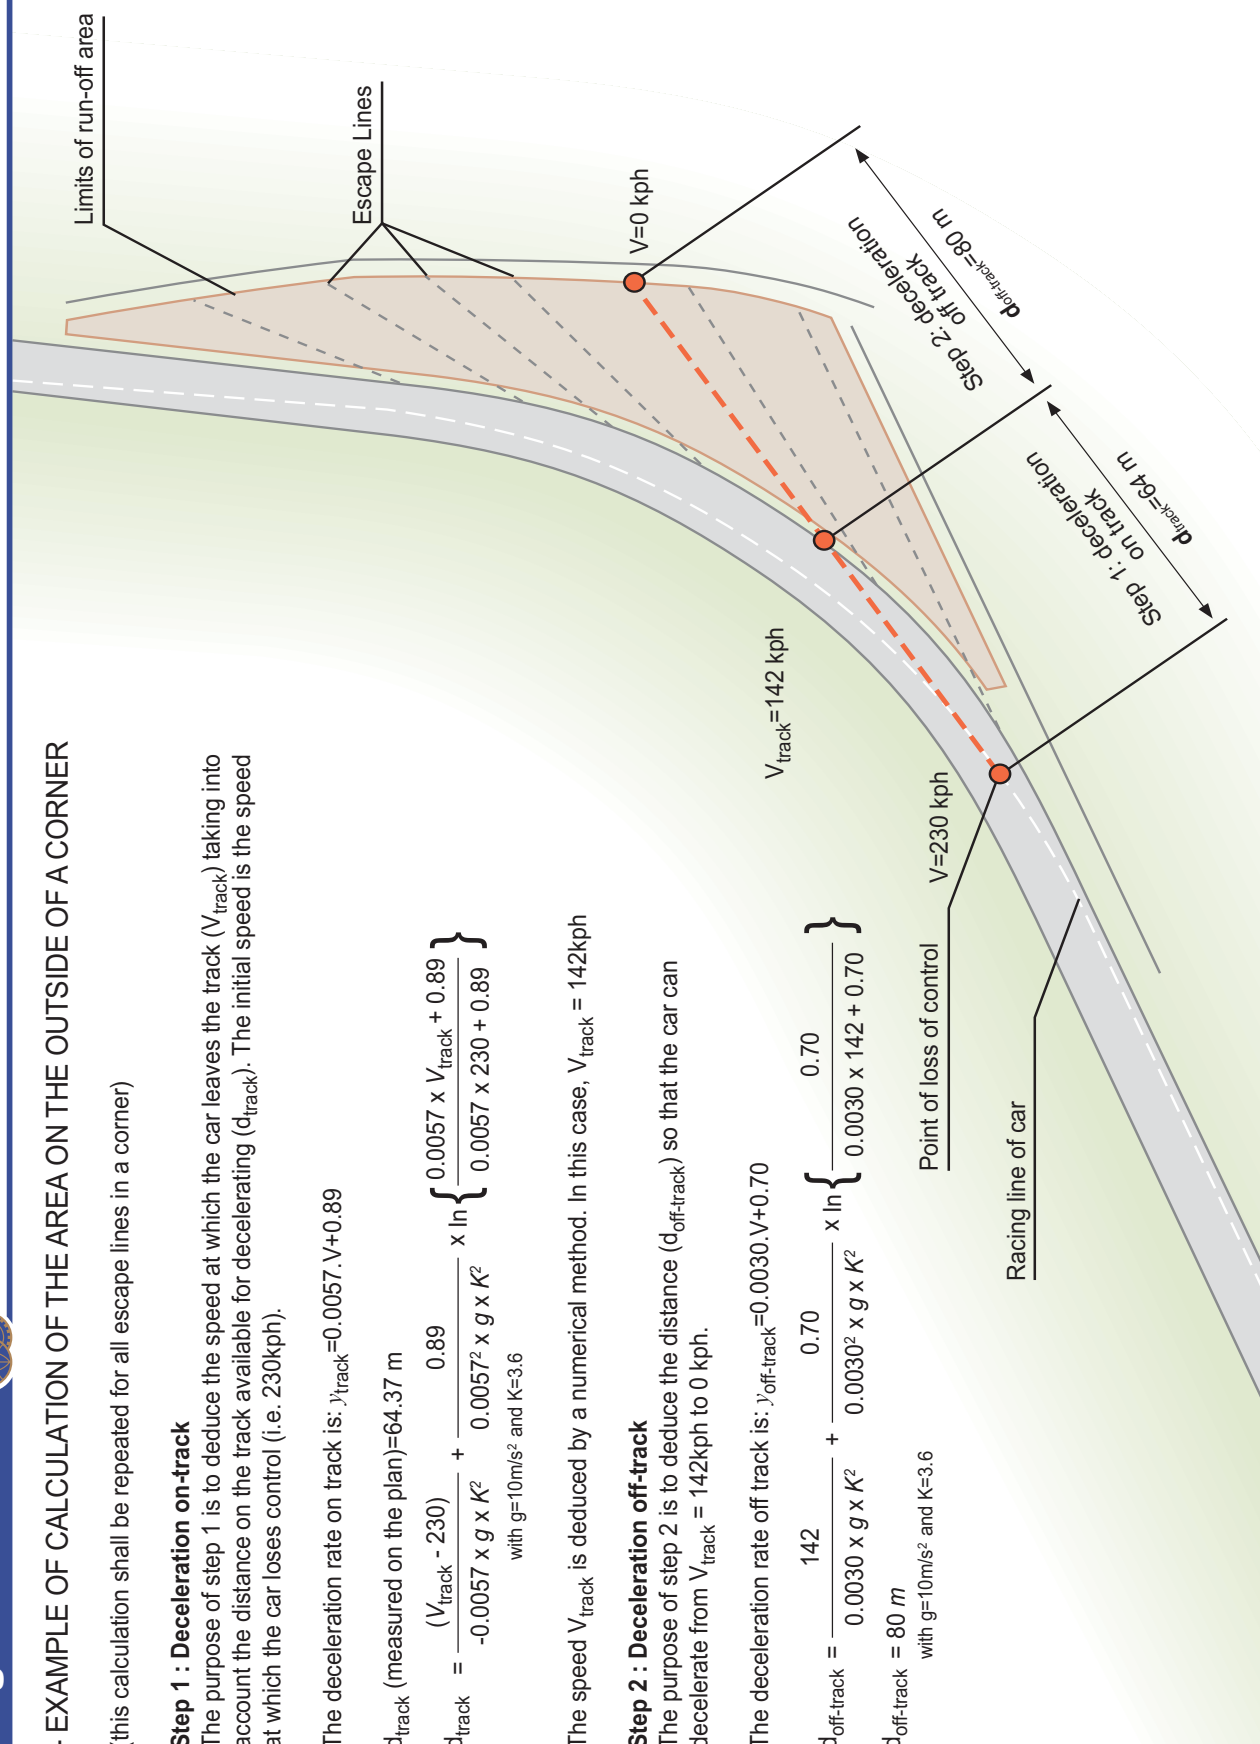 - EXAMPLE OF CALCULATION OF THE AREA ON THE OUTSIDE OF A CORNER
(this calculation shall be repeated for all escape lines in a corner)
Step 1 : Deceleration on-track
The purpose of step 1 is to deduce the speed at which the car leaves the track (Vtrack) taking into
account the distance on the track available for decelerating (dtrack). The initial speed is the speed
at which the car loses control (i.e. 230kph).
The deceleration rate on track is: ytrack=0.0057.V+0.89
dtrack (measured on the plan)=64.37 m
dtrack = (Vtrack - 230) / -0.0057 x g x K² + 0.89 / 0.0057² x g x K² x ln { 0.0057 x Vtrack + 0.89 / 0.0057 x 230 + 0.89 }
with g=10m/s² and K=3.6
The speed Vtrack is deduced by a numerical method. In this case, Vtrack = 142kph
Step 2 : Deceleration off-track
The purpose of step 2 is to deduce the distance (doff-track) so that the car can
decelerate from Vtrack = 142kph to 0 kph.
The deceleration rate off track is: yoff-track=0.0030.V+0.70
doff-track = 142 / 0.0030 x g x K² + 0.70 / 0.0030² x g x K² x ln { 0.70 / 0.0030 x 142 + 0.70 }
doff-track = 80 m
with g=10m/s² and K=3.6
Limits of run-off area
Escape Lines
V=0 kph
Step 2: deceleration
off track
doff-track=80 m
Step 1: deceleration
on track
dtrack=64 m
Vtrack=142 kph
V=230 kph
Point of loss of control
Racing line of car